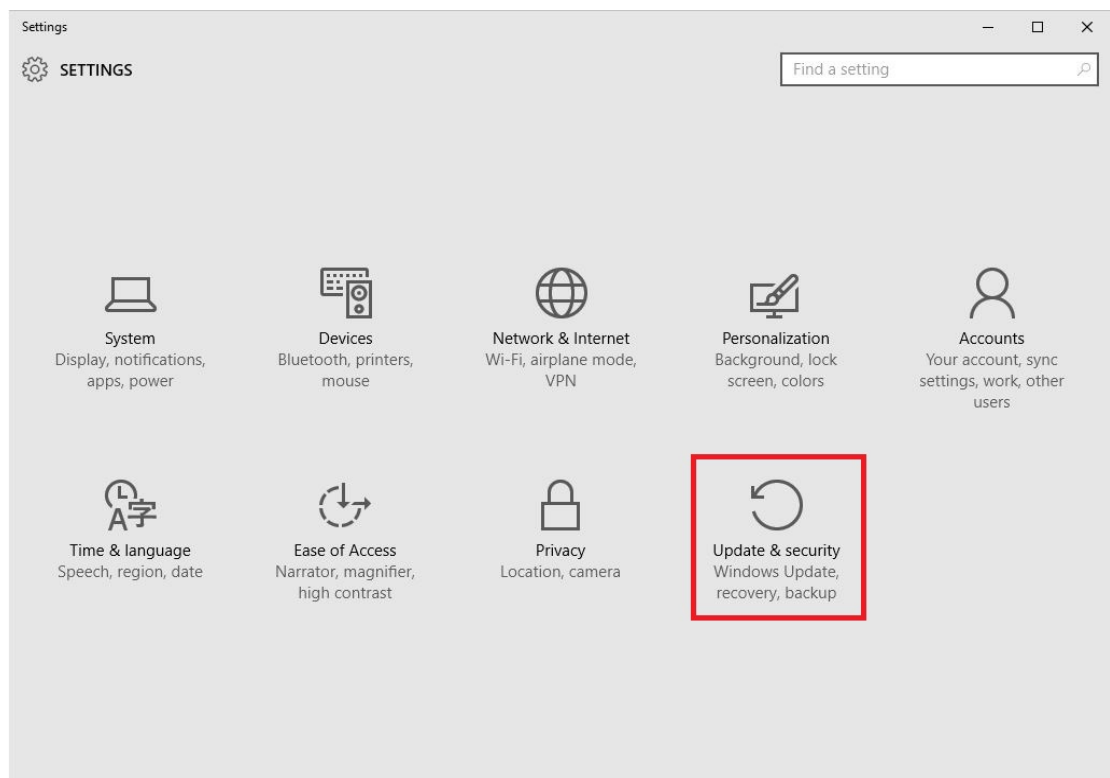 Settings
SETTINGS
Find a setting
System
Display, notifications,
apps, power
Devices
Bluetooth, printers,
mouse
Network & Internet
Wi-Fi, airplane mode,
VPN
Personalization
Background, lock
screen, colors
Accounts
Your account, sync
settings, work, other
users
A字
Time & language
Speech, region, date
Ease of Access
Narrator, magnifier,
high contrast
Privacy
Location, camera
Update & security
Windows Update,
recovery, backup